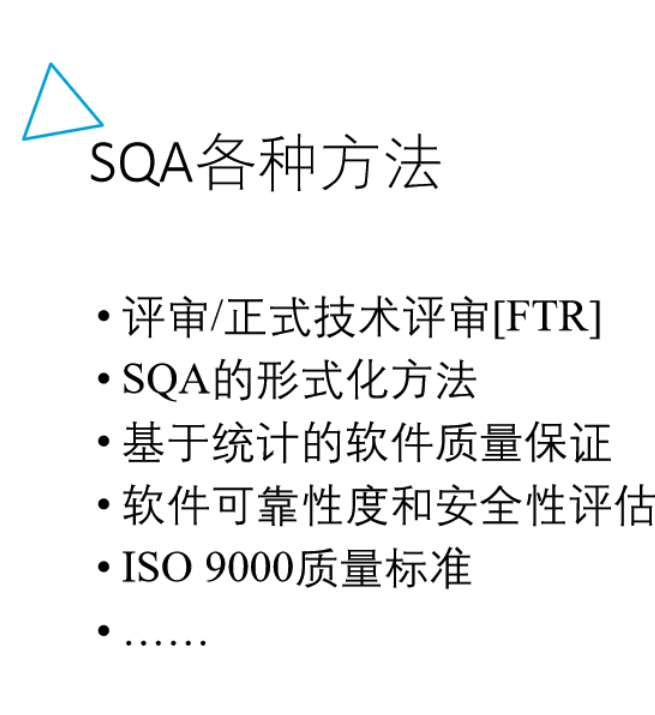 SQA各种方法
• 评审/正式技术评审[FTR]
• SQA的形式化方法
• 基于统计的软件质量保证
• 软件可靠性度和安全性评估
• ISO 9000质量标准
• ……